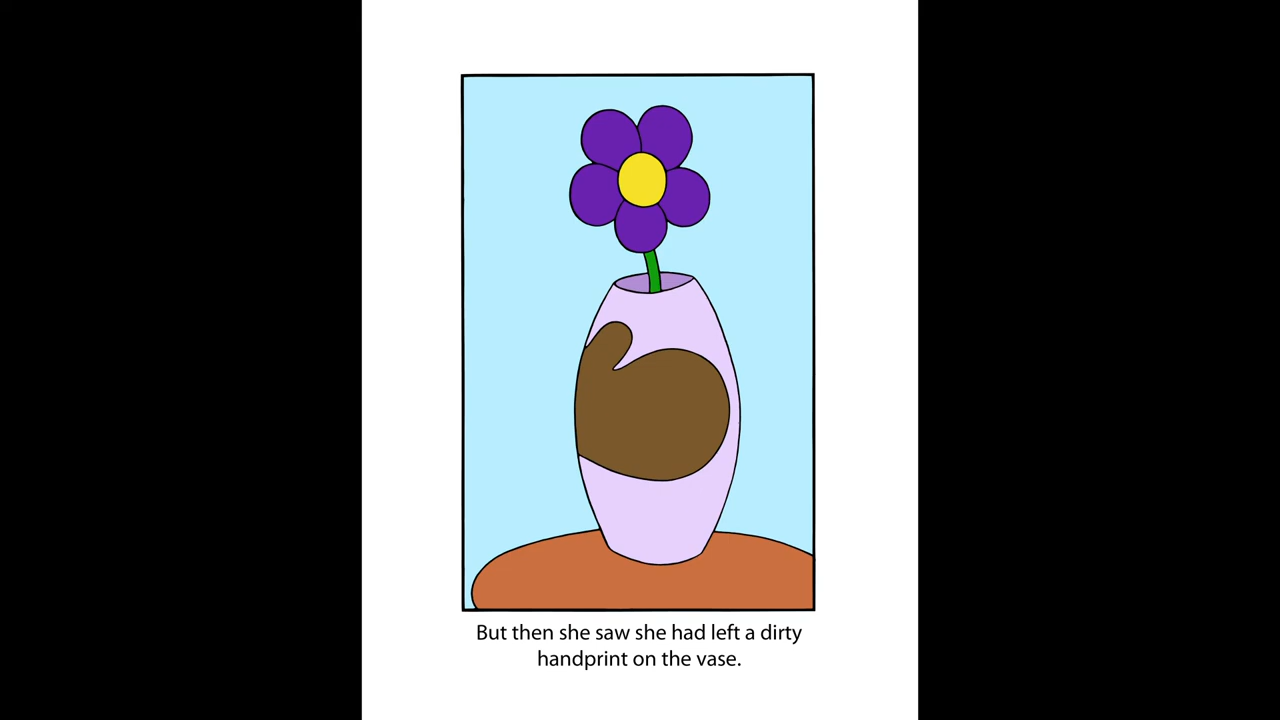 But then she saw she had left a dirty
handprint on the vase.